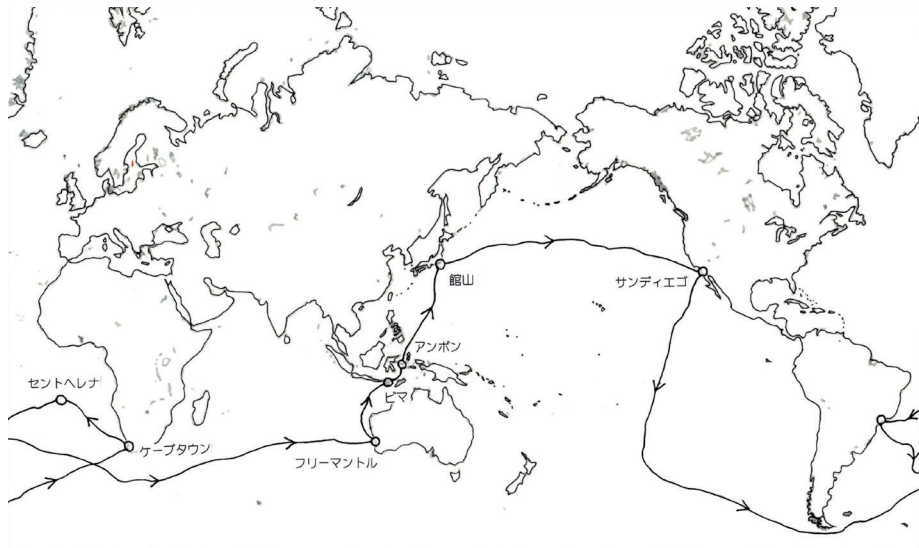 館山
サンディエゴ
アンボン
セントヘレナ
ビマ
ケープタウン
フリーマントル